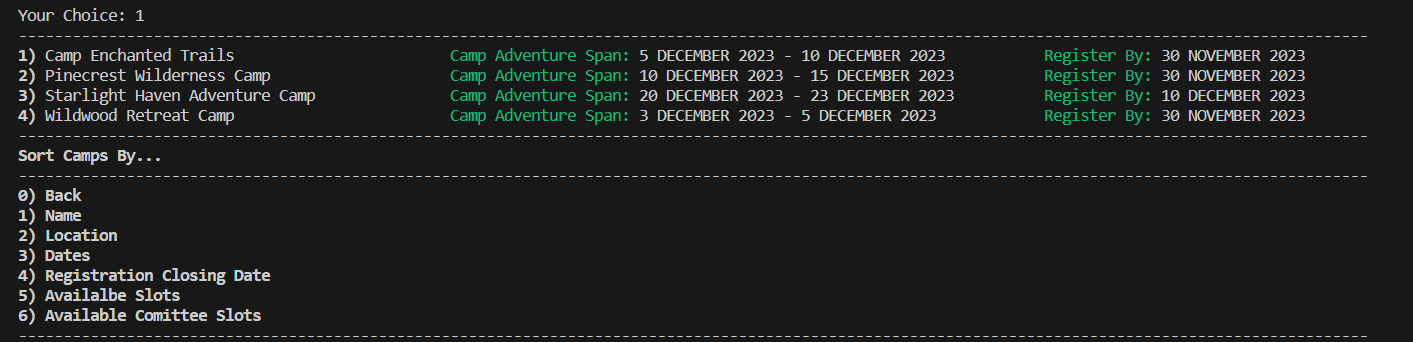 Your Choice: 1
------------------------------------------------------------------------------------------------------------------------------------------------------
1) Camp Enchanted Trails Camp Adventure Span: 5 DECEMBER 2023 - 10 DECEMBER 2023 Register By: 30 NOVEMBER 2023
2) Pinecrest Wilderness Camp Camp Adventure Span: 10 DECEMBER 2023 - 15 DECEMBER 2023 Register By: 30 NOVEMBER 2023
3) Starlight Haven Adventure Camp Camp Adventure Span: 20 DECEMBER 2023 - 23 DECEMBER 2023 Register By: 10 DECEMBER 2023
4) Wildwood Retreat Camp Camp Adventure Span: 3 DECEMBER 2023 - 5 DECEMBER 2023 Register By: 30 NOVEMBER 2023
------------------------------------------------------------------------------------------------------------------------------------------------------
Sort Camps By...
------------------------------------------------------------------------------------------------------------------------------------------------------
0) Back
1) Name
2) Location
3) Dates
4) Registration Closing Date
5) Availalbe Slots
6) Available Comittee Slots
------------------------------------------------------------------------------------------------------------------------------------------------------